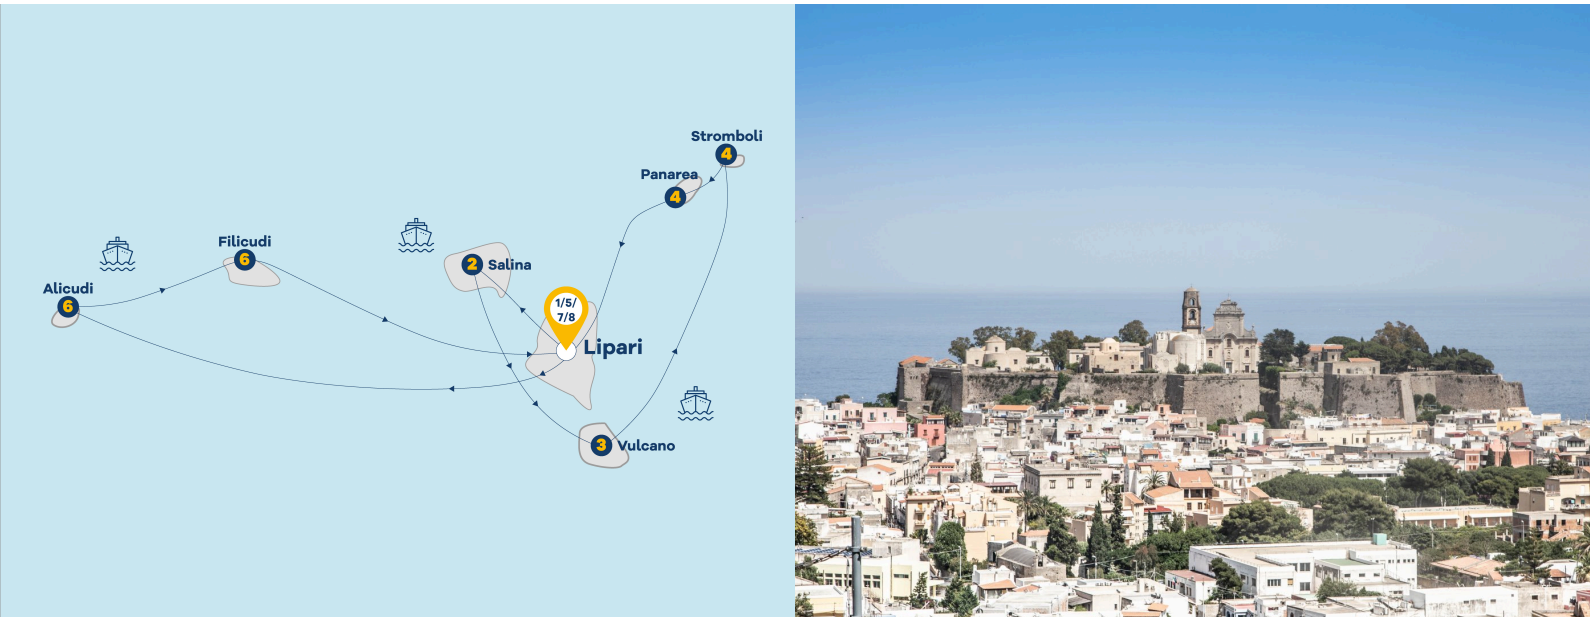 Stromboli
4
Panarea
4
Filicudi
6
2 Salina
Alicudi
6
1/5/
7/8
Lipari
3 Vulcano